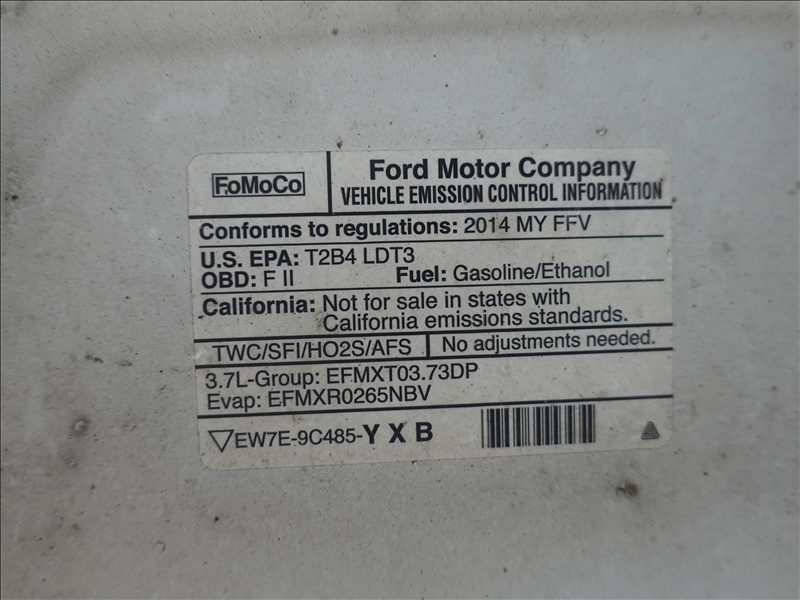 FoMoCo
Ford Motor Company
VEHICLE EMISSION CONTROL INFORMATION
Conforms to regulations: 2014 MY FFV
U.S. EPA: T2B4 LDT3
OBD: F II Fuel: Gasoline/Ethanol
California: Not for sale in states with
California emissions standards.
TWC/SFI/HO2S/AFS No adjustments needed.
3.7L-Group: EFMXT03.73DP
Evap: EFMXR0265NBV
EW7E-9C485-Y X B